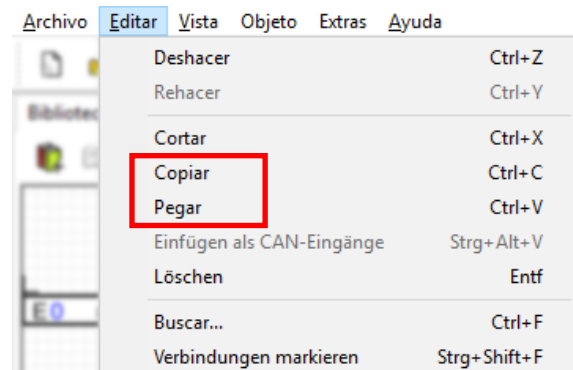 Archivo Editar Vista Objeto Extras Ayuda
Deshacer Ctrl+Z
Rehacer Ctrl+Y
Bibliotec
Cortar Ctrl+X
Copiar Ctrl+C
Pegar Ctrl+V
Einfügen als CAN-Eingänge Strg+Alt+V
Löschen Entf
E0
Buscar... Ctrl+F
Verbindungen markieren Strg+Shift+F